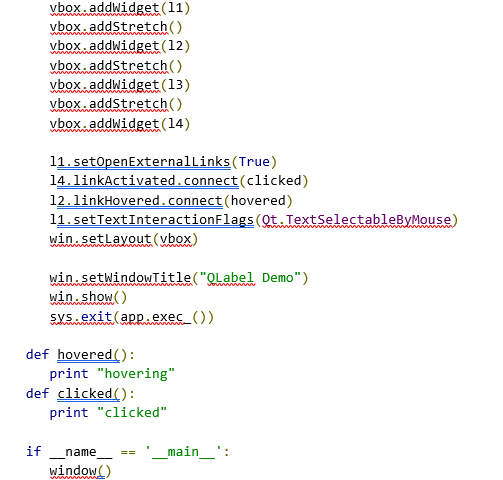 vbox.addWidget(l1)
vbox.addStretch()
vbox.addWidget(l2)
vbox.addStretch()
vbox.addWidget(l3)
vbox.addStretch()
vbox.addWidget(l4)
l1.setOpenExternalLinks(True)
l4.linkActivated.connect(clicked)
l2.linkHovered.connect(hovered)
l1.setTextInteractionFlags(Qt.TextSelectableByMouse)
win.setLayout(vbox)
win.setWindowTitle("QLabel Demo")
win.show()
sys.exit(app.exec_())
def hovered():
print "hovering"
def clicked():
print "clicked"
if __name__ == '__main__':
window()